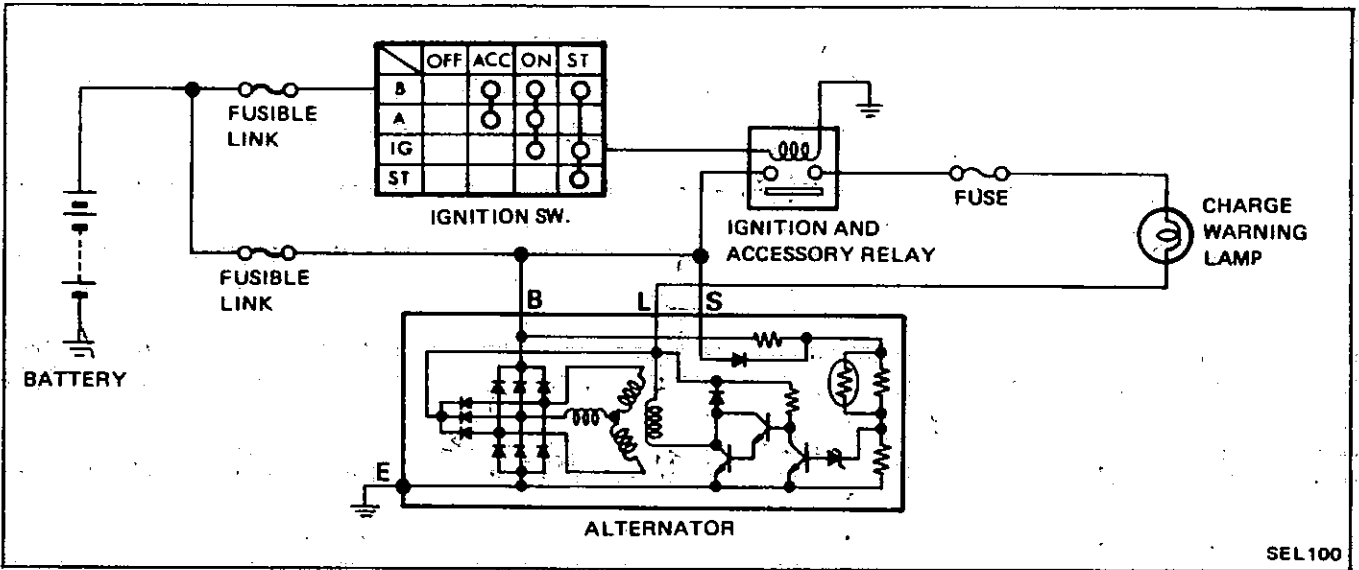 OFF ACC ON ST
B
A
IG
ST
FUSIBLE
LINK
IGNITION SW.
FUSIBLE
LINK
BATTERY
IGNITION AND
ACCESSORY RELAY
FUSE
CHARGE
WARNING
LAMP
B L S
E
ALTERNATOR
SEL100